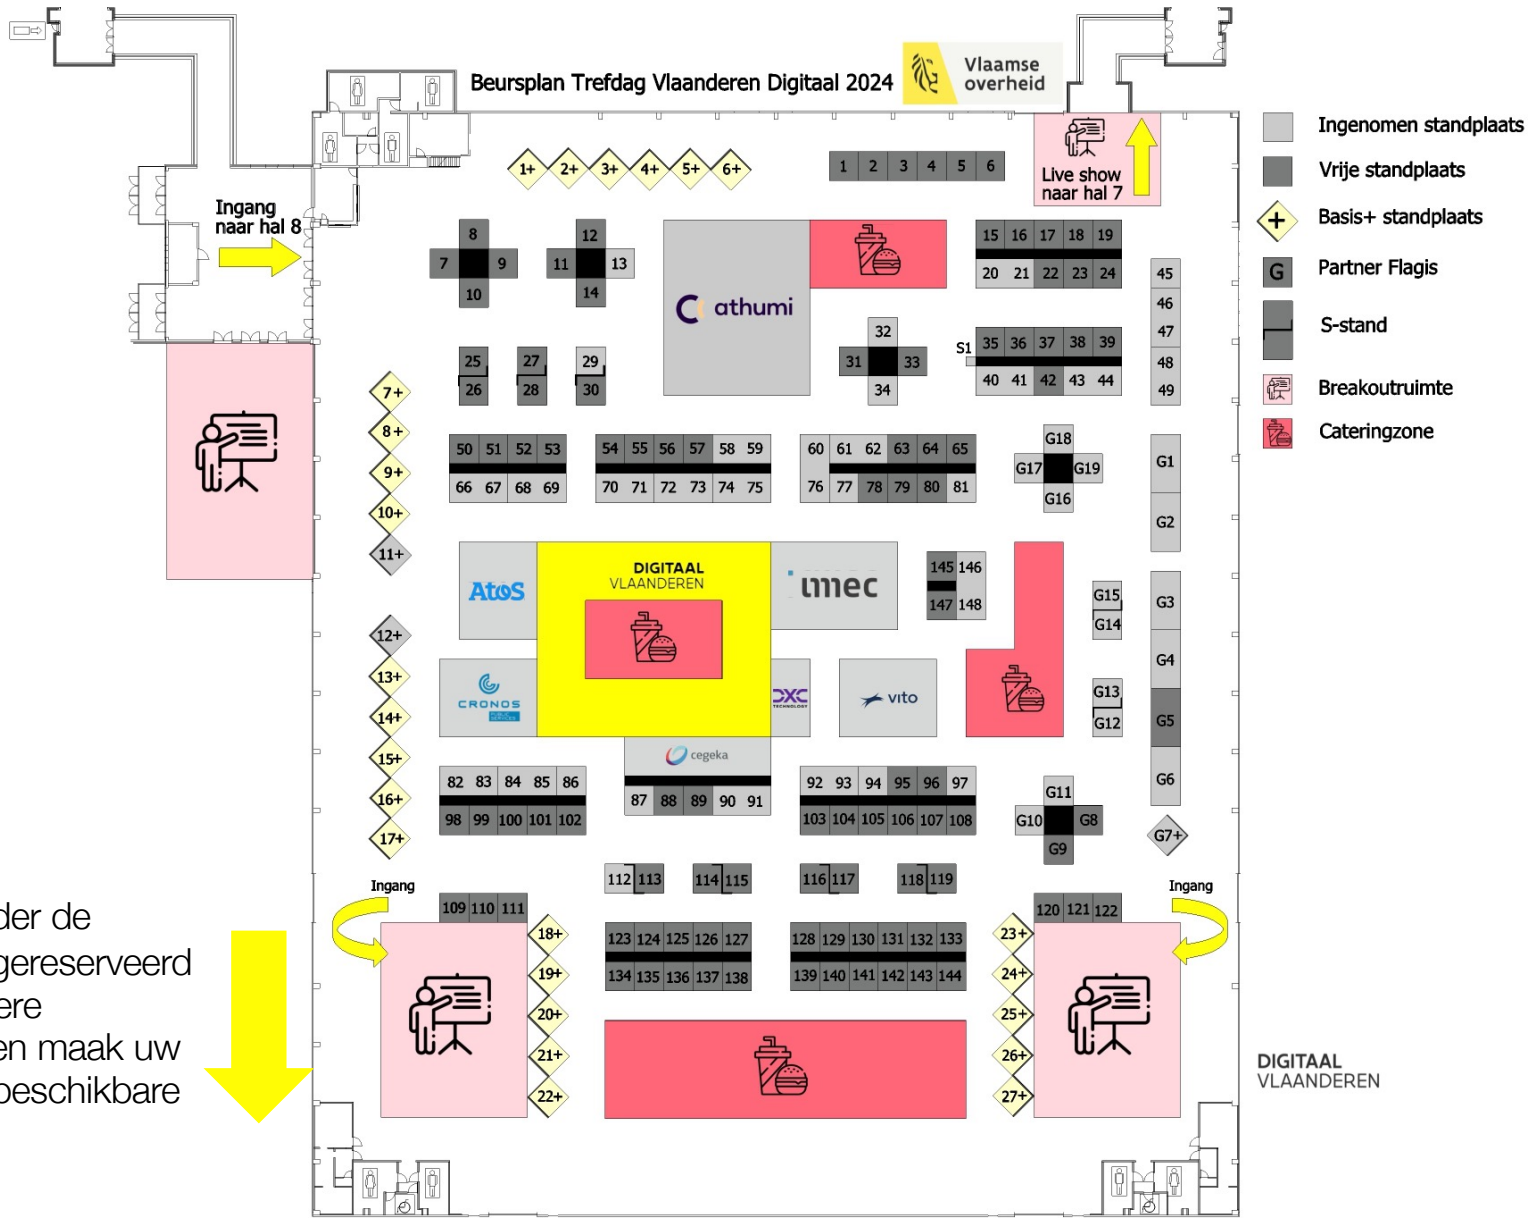 Beursplan Trefdag Vlaanderen Digitaal 2024
Vlaamse
overheid
Ingenomen standplaats
Vrije standplaats
+ Basis+ standplaats
G Partner Flagis
S-stand
Breakoutruimte
Cateringzone
Ingang
naar hal 8
Live show
naar hal 7
1+ 2+ 3+ 4+ 5+ 6+
1 2 3 4 5 6
8
7 9
10
12
11 13
14
athumi
15 16 17 18 19
20 21 22 23 24
45
46
47
48
49
25
26
27
28
29
30
32
31 33
34
S1
35 36 37 38 39
40 41 42 43 44
7+
8+
9+
10+
11+
50 51 52 53
66 67 68 69
54 55 56 57 58 59
70 71 72 73 74 75
60 61 62 63 64 65
76 77 78 79 80 81
G18
G17 G19
G16
G1
G2
Atos
DIGITAAL
VLAANDEREN
imec
145 146
147 148
G15
G14
G3
G4
G5
G6
12+
13+
14+
15+
16+
17+
CRONOS
PUBLIC
SERVICES
DXC
TECHNOLOGY
vito
G13
G12
cegeka
82 83 84 85 86
98 99 100 101 102
87 88 89 90 91
92 93 94 95 96 97
103 104 105 106 107 108
G11
G10 G8
G9
G7+
112 113
114 115
116 117
118 119
Ingang
109 110 111
Ingang
120 121 122
18+
19+
20+
21+
22+
123 124 125 126 127
134 135 136 137 138
128 129 130 131 132 133
139 140 141 142 143 144
23+
24+
25+
26+
27+
der de
gereserveerd
ere
en maak uw
beschikbare
DIGITAAL
VLAANDEREN